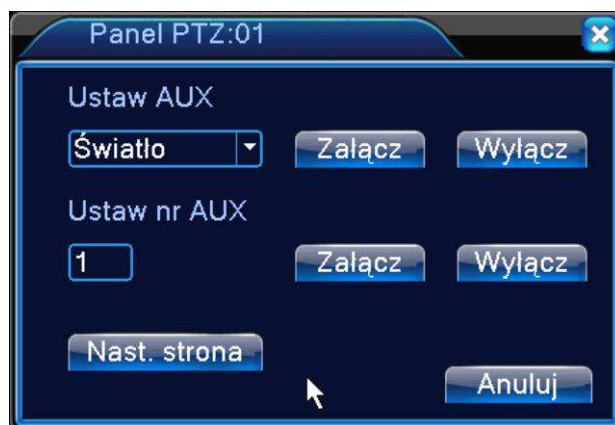 Panel PTZ:01
Ustaw AUX
Światło Załącz Wyłącz
Ustaw nr AUX
1 Załącz Wyłącz
Nast. strona
Anuluj